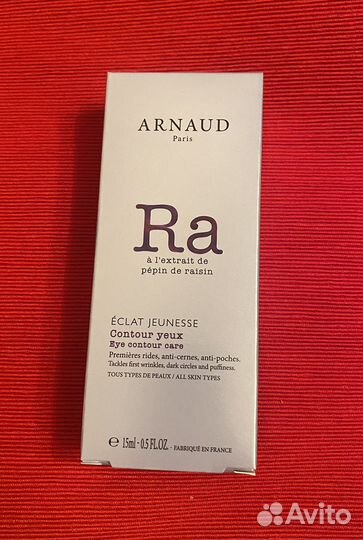 ARNAUD
Paris
Ra
à l'extrait de
pépin de raisin
ÉCLAT JEUNESSE
Contour yeux
Eye contour care
Premières rides, anti-cernes, anti-poches.
Tackles first wrinkles, dark circles and puffiness.
TOUS TYPES DE PEAUX / ALL SKIN TYPES
℮ 15ml - 0.5 FL.OZ. - FABRIQUÉ EN FRANCE
Avito